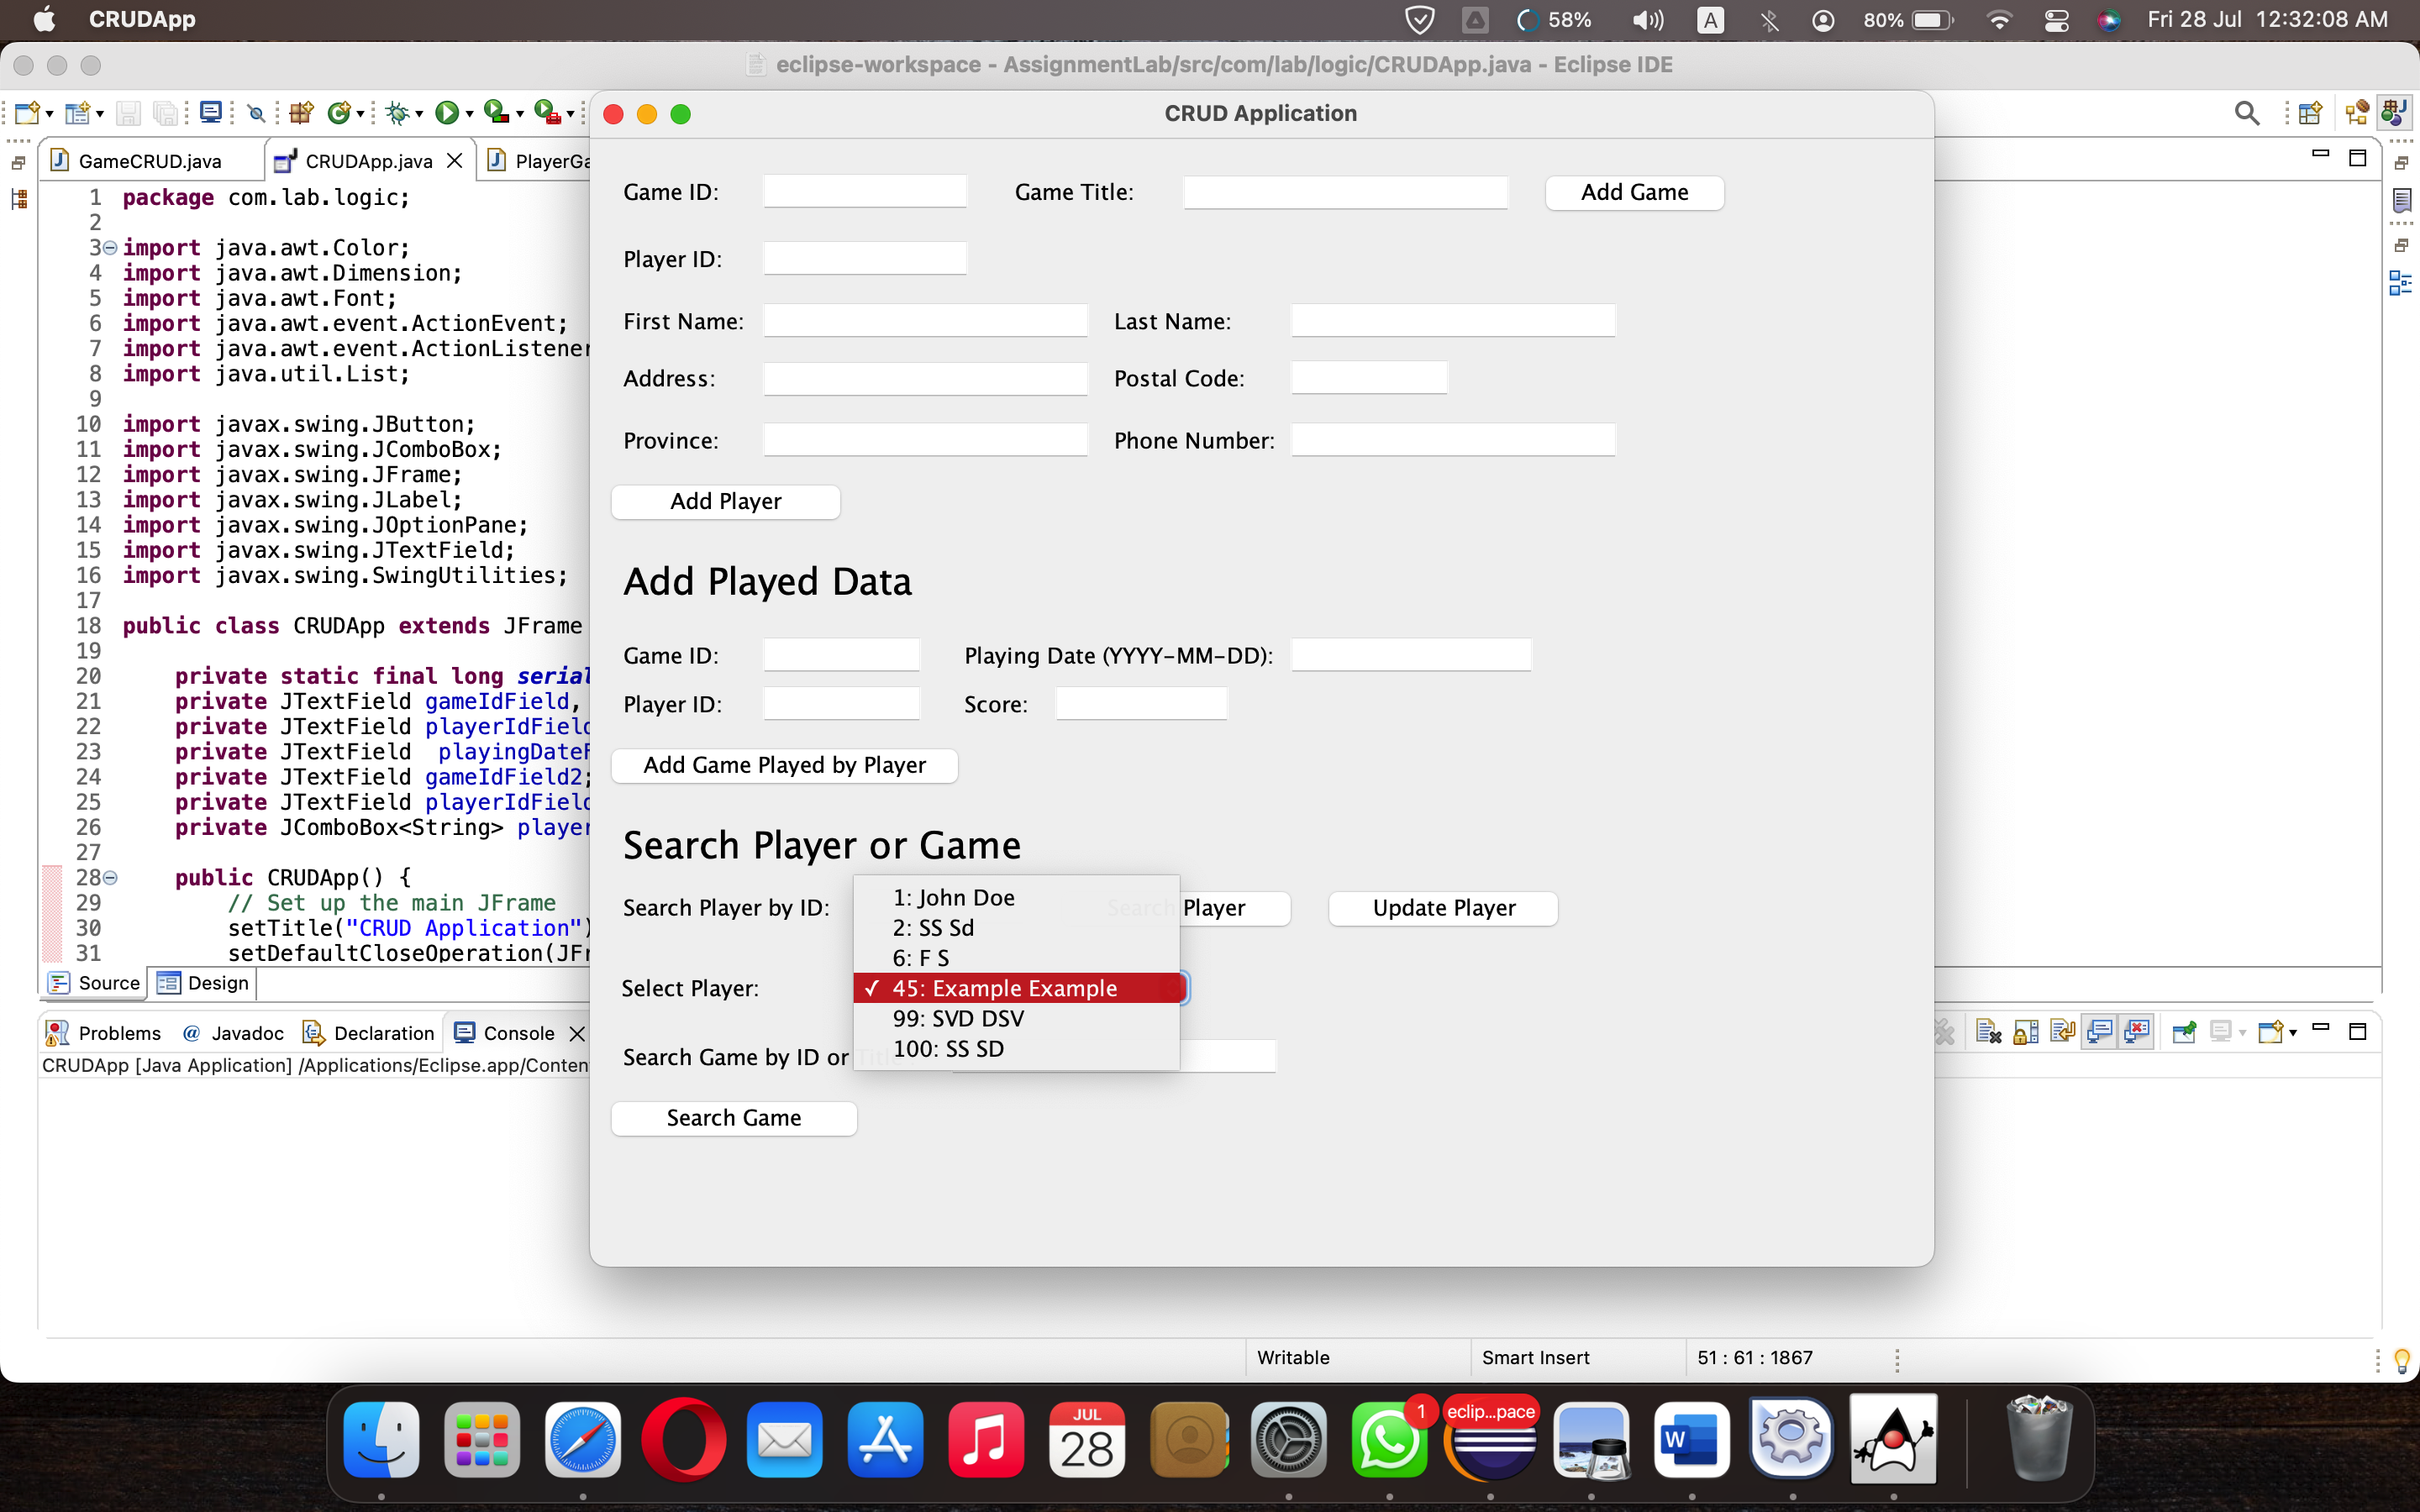 CRUDApp
58%
A
80%
Fri 28 Jul 12:32:08 AM
eclipse-workspace - AssignmentLab/src/com/lab/logic/CRUDApp.java - Eclipse IDE
GameCRUD.java
CRUDApp.java
PlayerGa
1 package com.lab.logic;
2
3 import java.awt.Color;
4 import java.awt.Dimension;
5 import java.awt.Font;
6 import java.awt.event.ActionEvent;
7 import java.awt.event.ActionListener
8 import java.util.List;
9
10 import javax.swing.JButton;
11 import javax.swing.JComboBox;
12 import javax.swing.JFrame;
13 import javax.swing.JLabel;
14 import javax.swing.JOptionPane;
15 import javax.swing.JTextField;
16 import javax.swing.SwingUtilities;
17
18 public class CRUDApp extends JFrame
19
20 private static final long serial
21 private JTextField gameIdField,
22 private JTextField playerIdField
23 private JTextField playingDateF
24 private JTextField gameIdField2;
25 private JTextField playerIdField
26 private JComboBox<String> player
27
28 public CRUDApp() {
29 // Set up the main JFrame
30 setTitle("CRUD Application")
31 setDefaultCloseOperation(JFr
Source
Design
Problems
@ Javadoc
Declaration
Console
CRUDApp [Java Application] /Applications/Eclipse.app/Conten
CRUD Application
Game ID:
Game Title:
Add Game
Player ID:
First Name:
Last Name:
Address:
Postal Code:
Province:
Phone Number:
Add Player
Add Played Data
Game ID:
Playing Date (YYYY-MM-DD):
Player ID:
Score:
Add Game Played by Player
Search Player or Game
Search Player by ID:
Search Player
Update Player
1: John Doe
2: SS Sd
6: F S
Select Player:
✓ 45: Example Example
99: SVD DSV
100: SS SD
Search Game by ID or Title
Search Game
Writable
Smart Insert
51 : 61 : 1867
JUL
28
1
eclip...pace
W